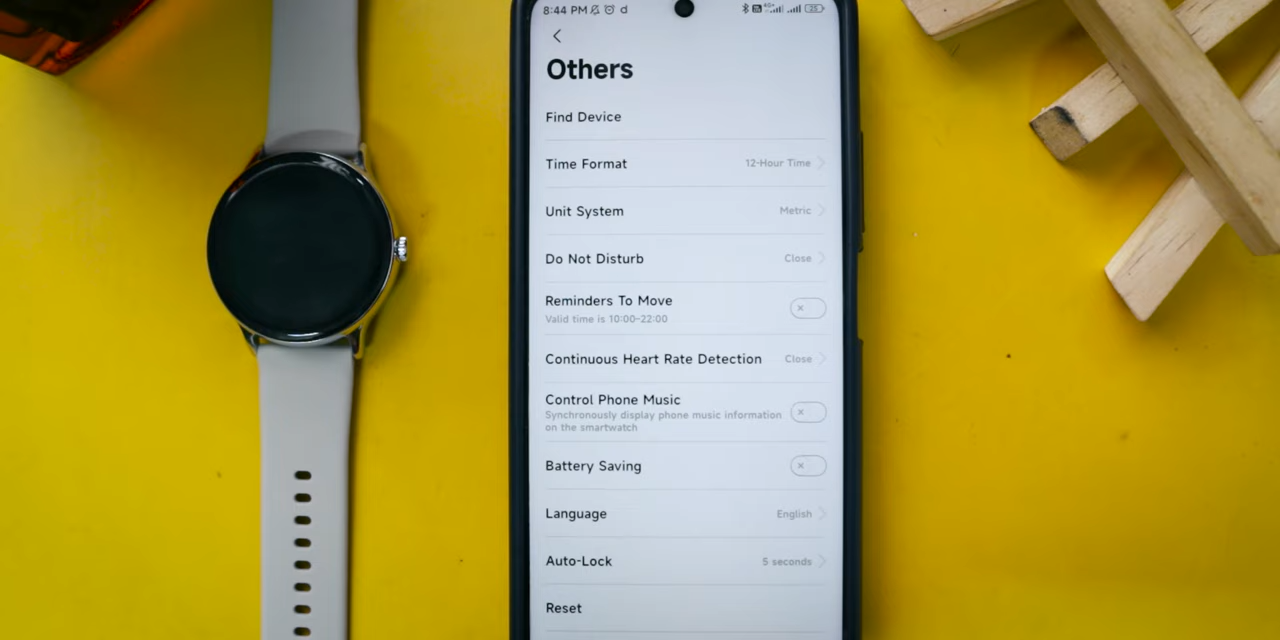 8:44 PM d
Others
Find Device
Time Format 12-Hour Time
Unit System Metric
Do Not Disturb Close
Reminders To Move
Valid time is 10:00-22:00
Continuous Heart Rate Detection Close
Control Phone Music
Synchronously display phone music information
on the smartwatch
Battery Saving
Language English
Auto-Lock 5 seconds
Reset